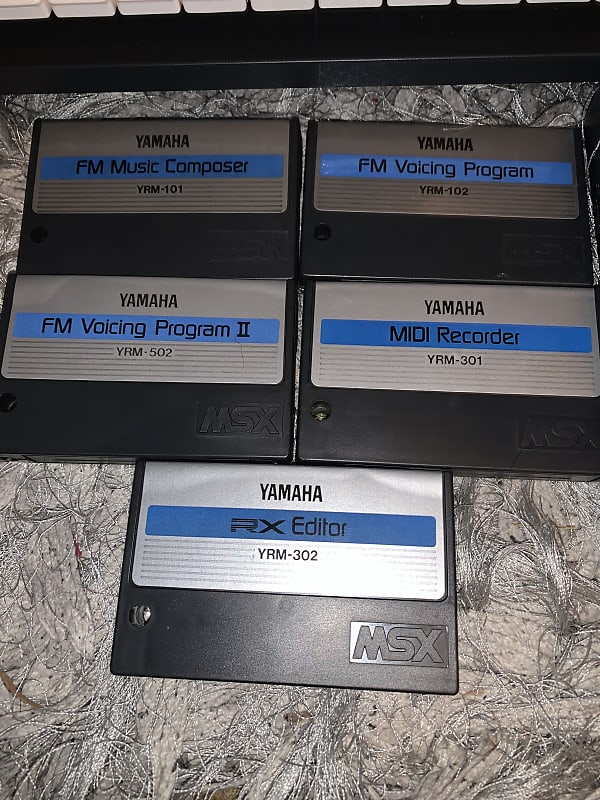 YAMAHA
FM Music Composer
YRM-101
MSX
YAMAHA
FM Voicing Program
YRM-102
MSX
YAMAHA
FM Voicing Program II
YRM-502
MSX
YAMAHA
MIDI Recorder
YRM-301
MSX
YAMAHA
RX Editor
YRM-302
MSX